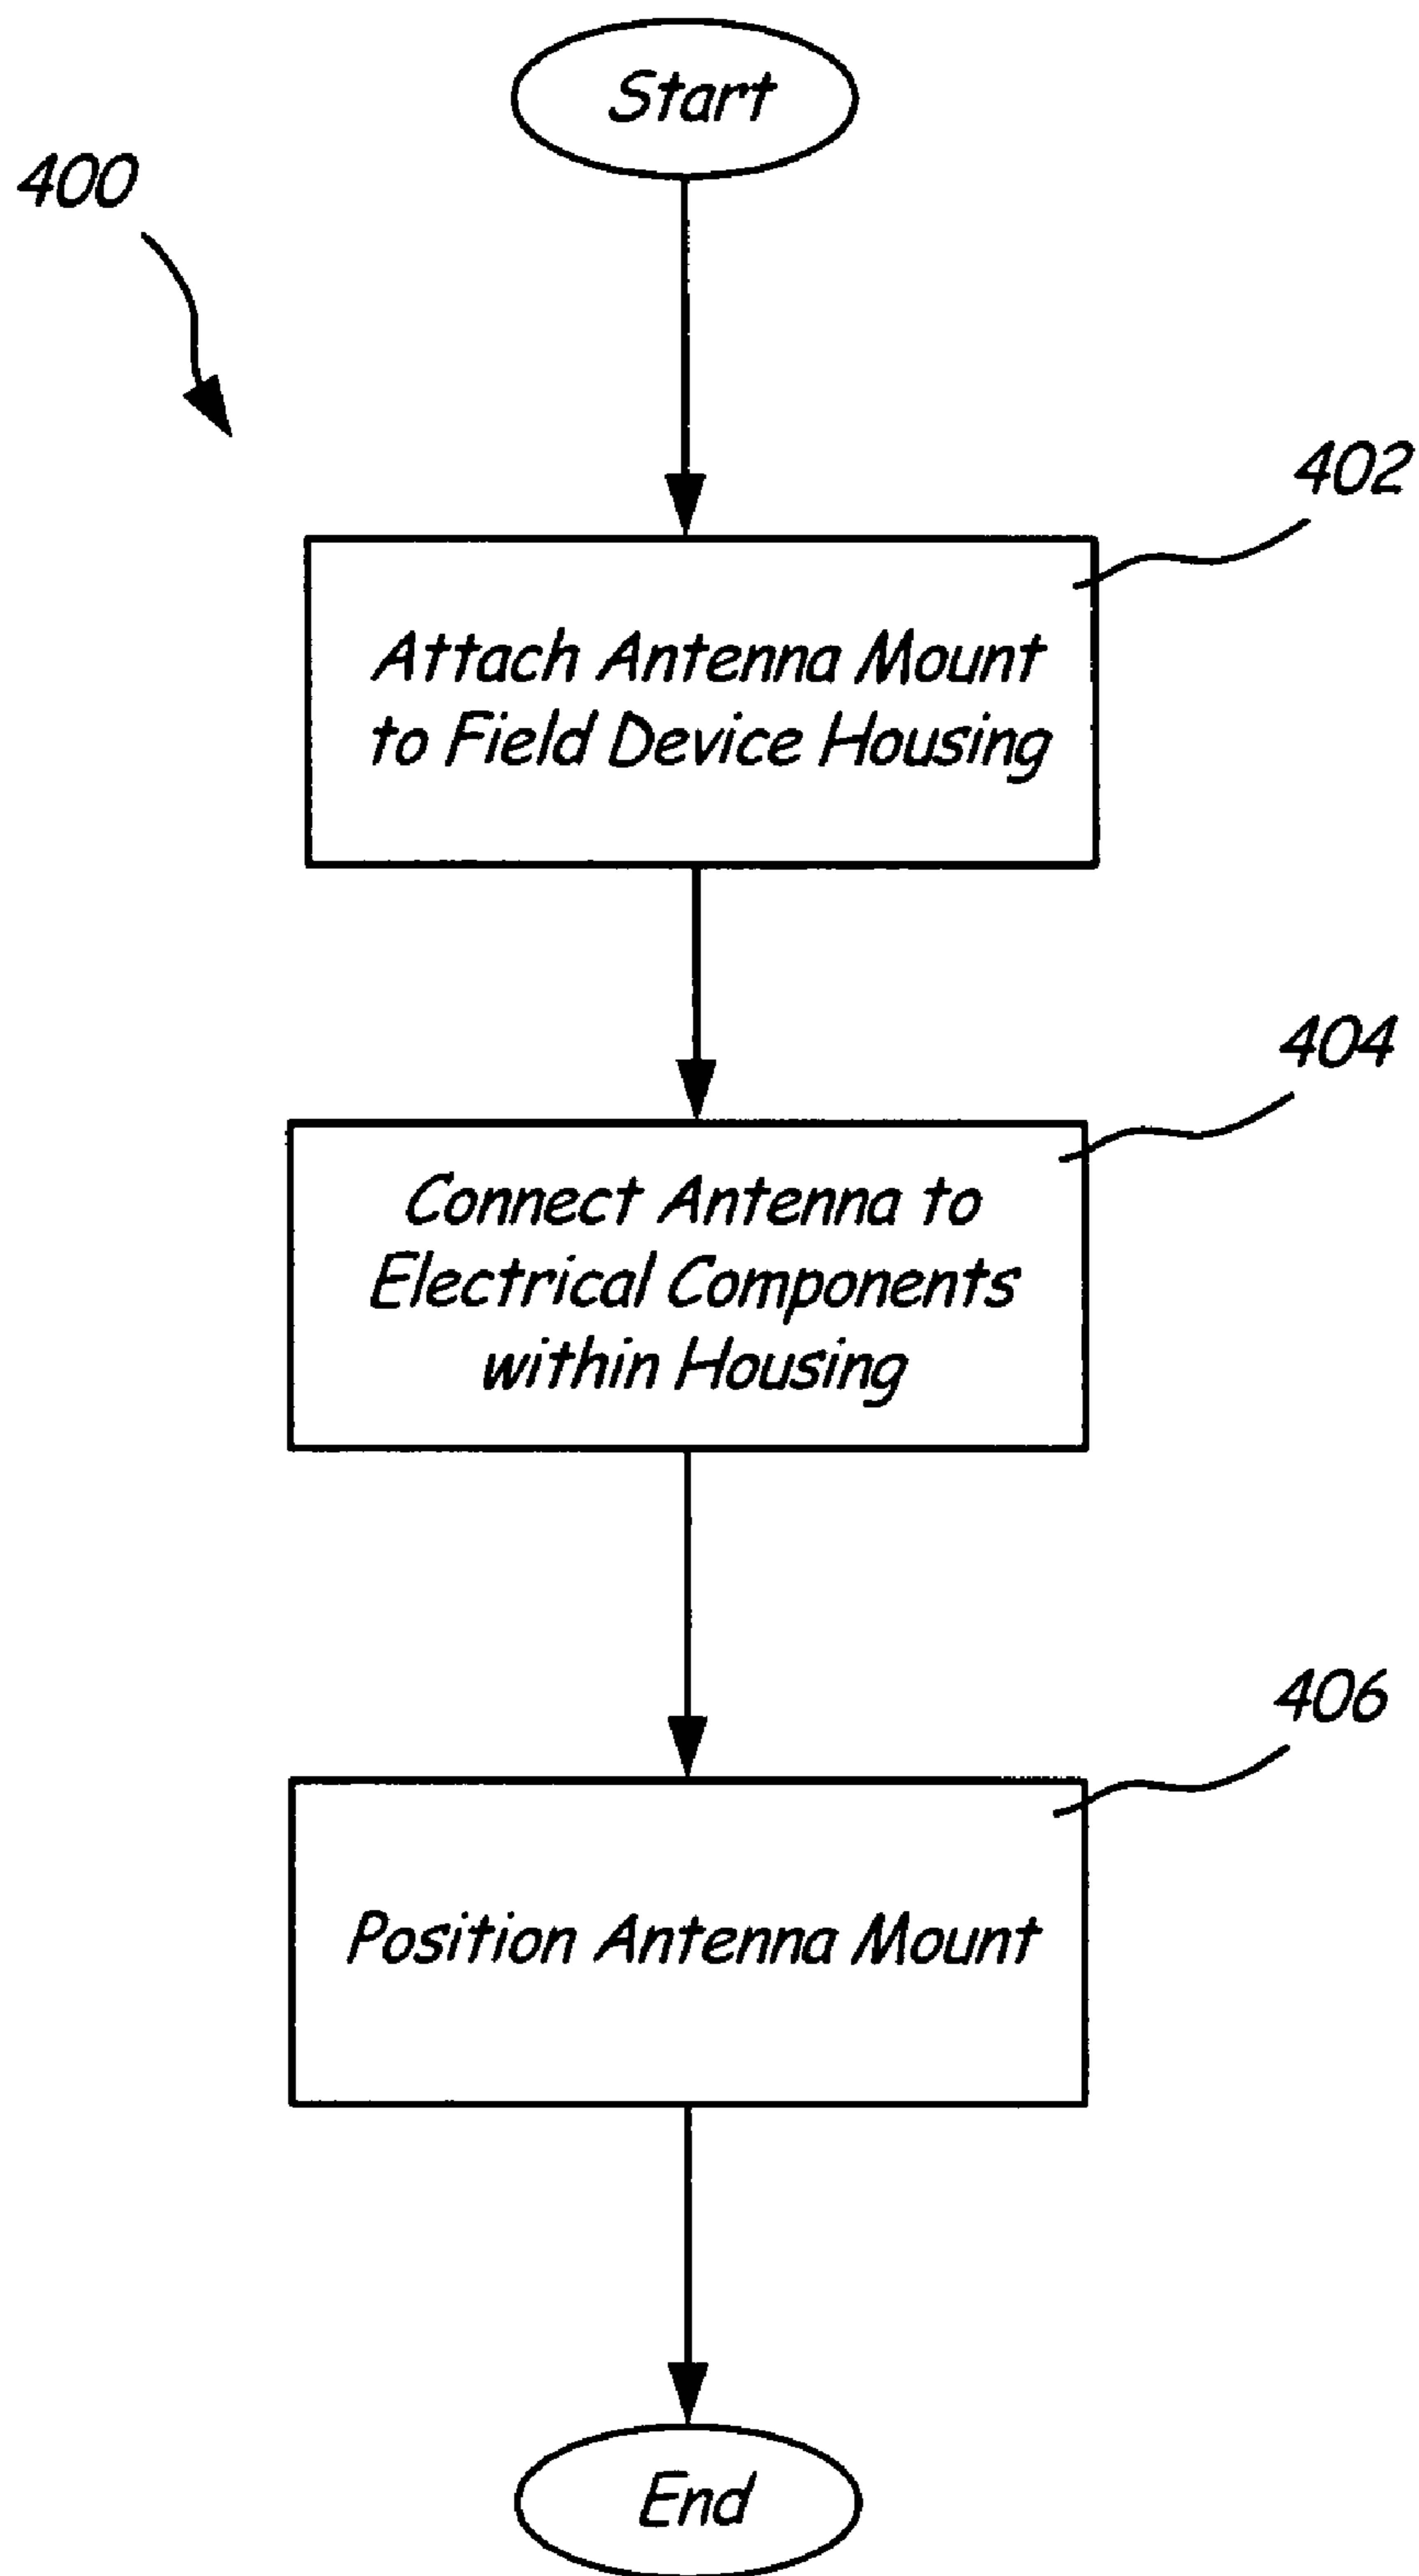 Start
400
402
Attach Antenna Mount
to Field Device Housing
404
Connect Antenna to
Electrical Components
within Housing
406
Position Antenna Mount
End